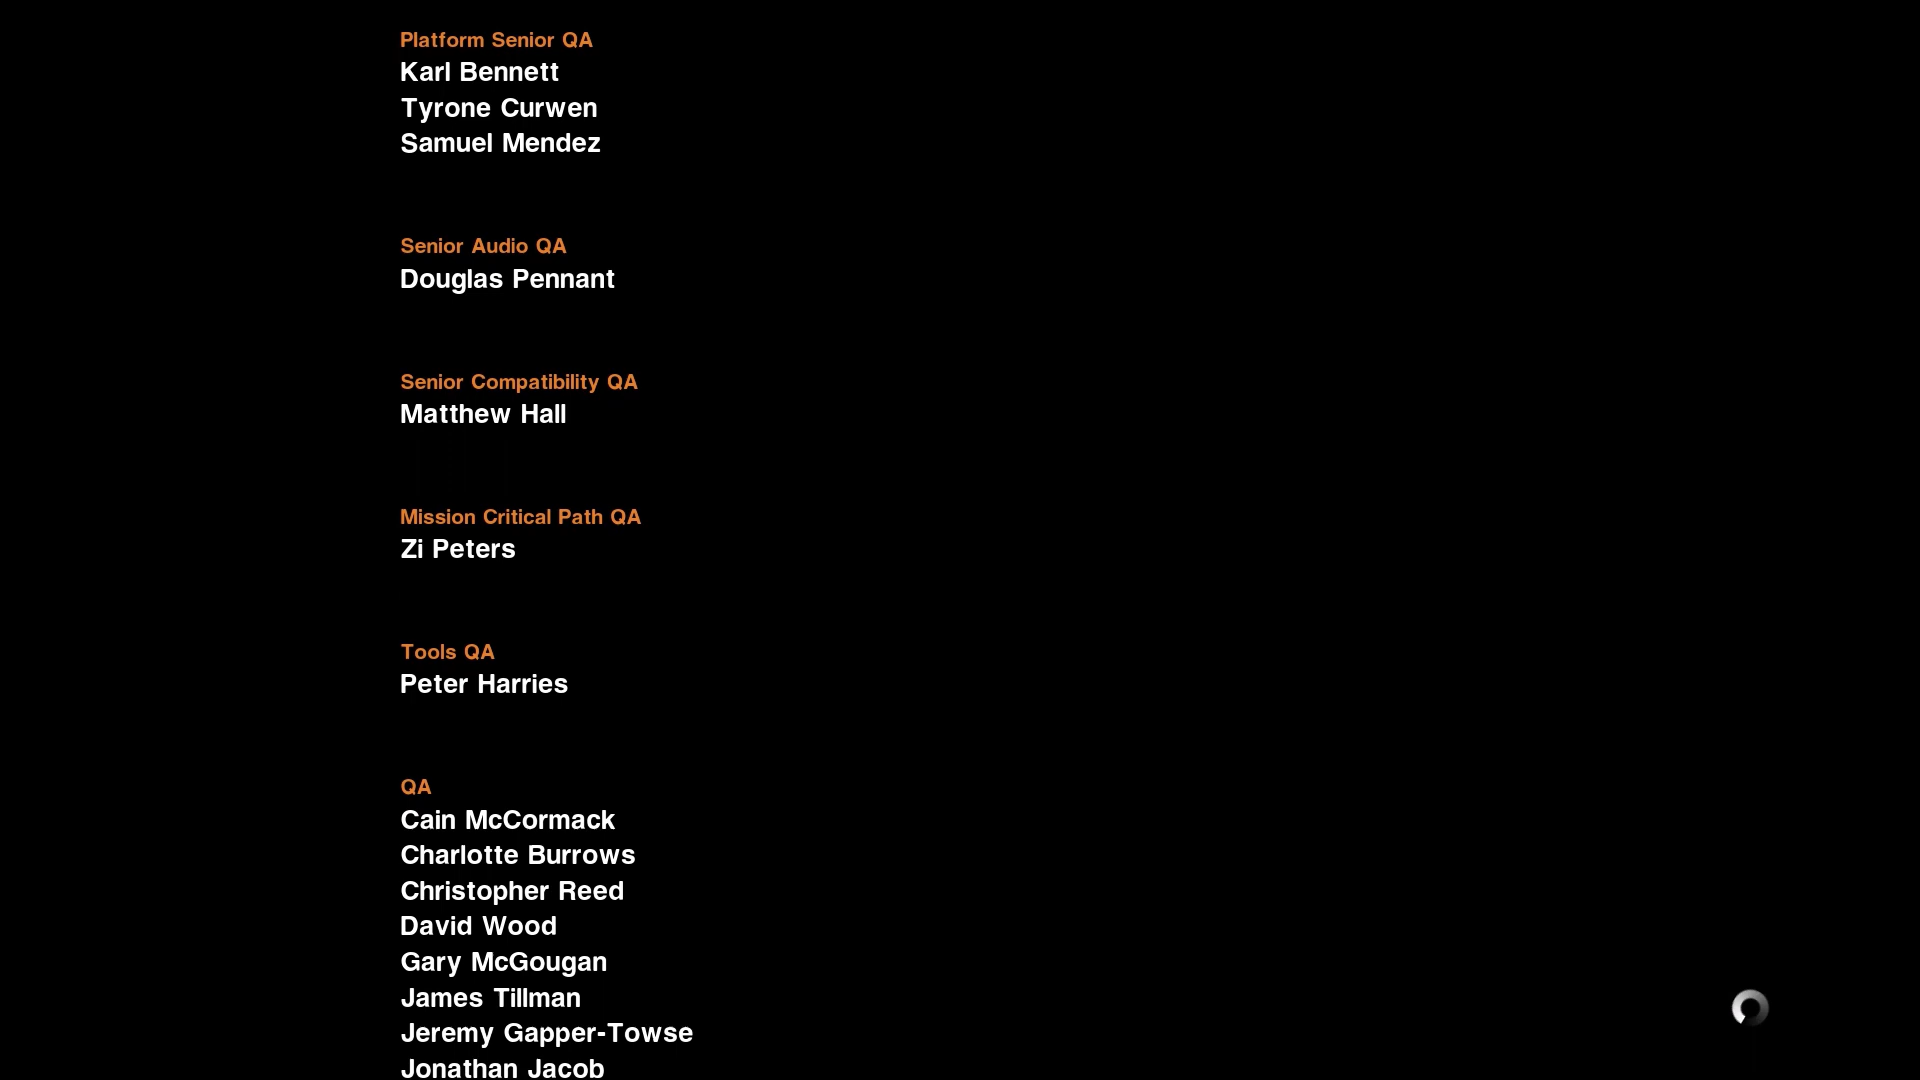 Platform Senior QA
Karl Bennett
Tyrone Curwen
Samuel Mendez
Senior Audio QA
Douglas Pennant
Senior Compatibility QA
Matthew Hall
Mission Critical Path QA
Zi Peters
Tools QA
Peter Harries
QA
Cain McCormack
Charlotte Burrows
Christopher Reed
David Wood
Gary McGougan
James Tillman
Jeremy Gapper-Towse
Jonathan Jacob